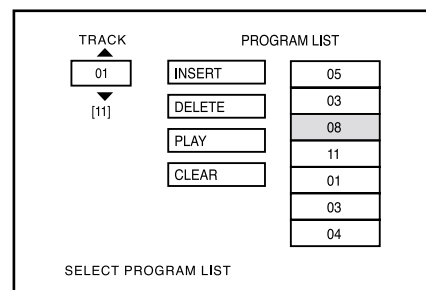 TRACK
PROGRAM LIST
01
[11]
INSERT
DELETE
PLAY
CLEAR
05
03
08
11
01
03
04
SELECT PROGRAM LIST